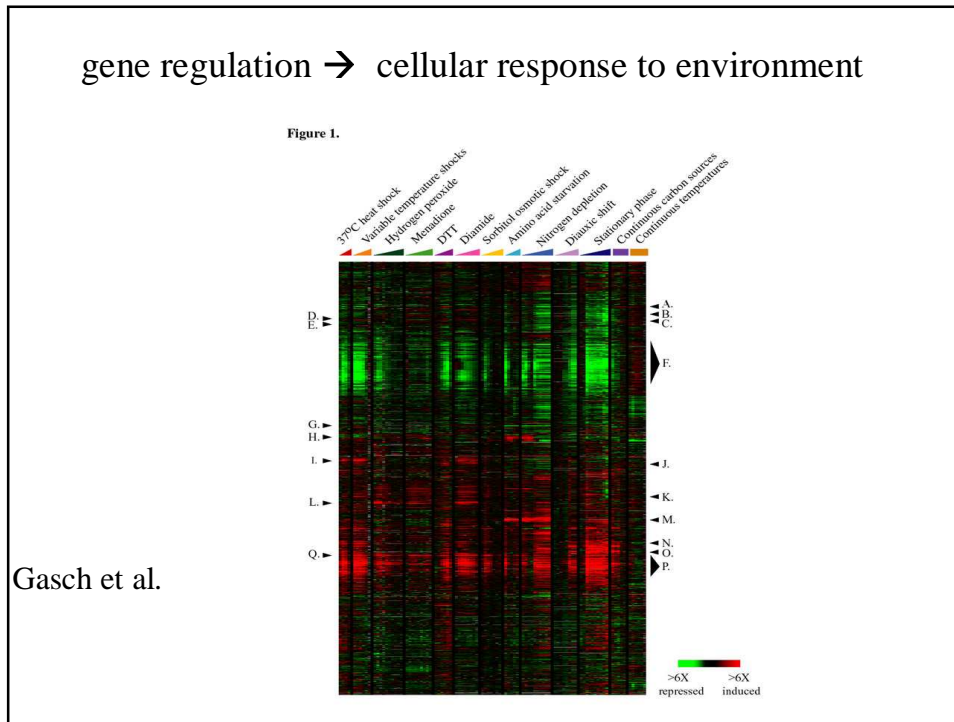 gene regulation → cellular response to environment
Figure 1.
37°C heat shock
Variable temperature shocks
Hydrogen peroxide
Menadione
DTT
Diamide
Sorbitol osmotic shock
Amino acid starvation
Nitrogen depletion
Diauxic shift
Stationary phase
Continuous carbon sources
Continuous temperatures
A.
B.
D.
C.
E.
F.
G.
H.
I.
J.
K.
L.
M.
N.
O.
Q.
P.
Gasch et al.
>6X >6X
repressed induced